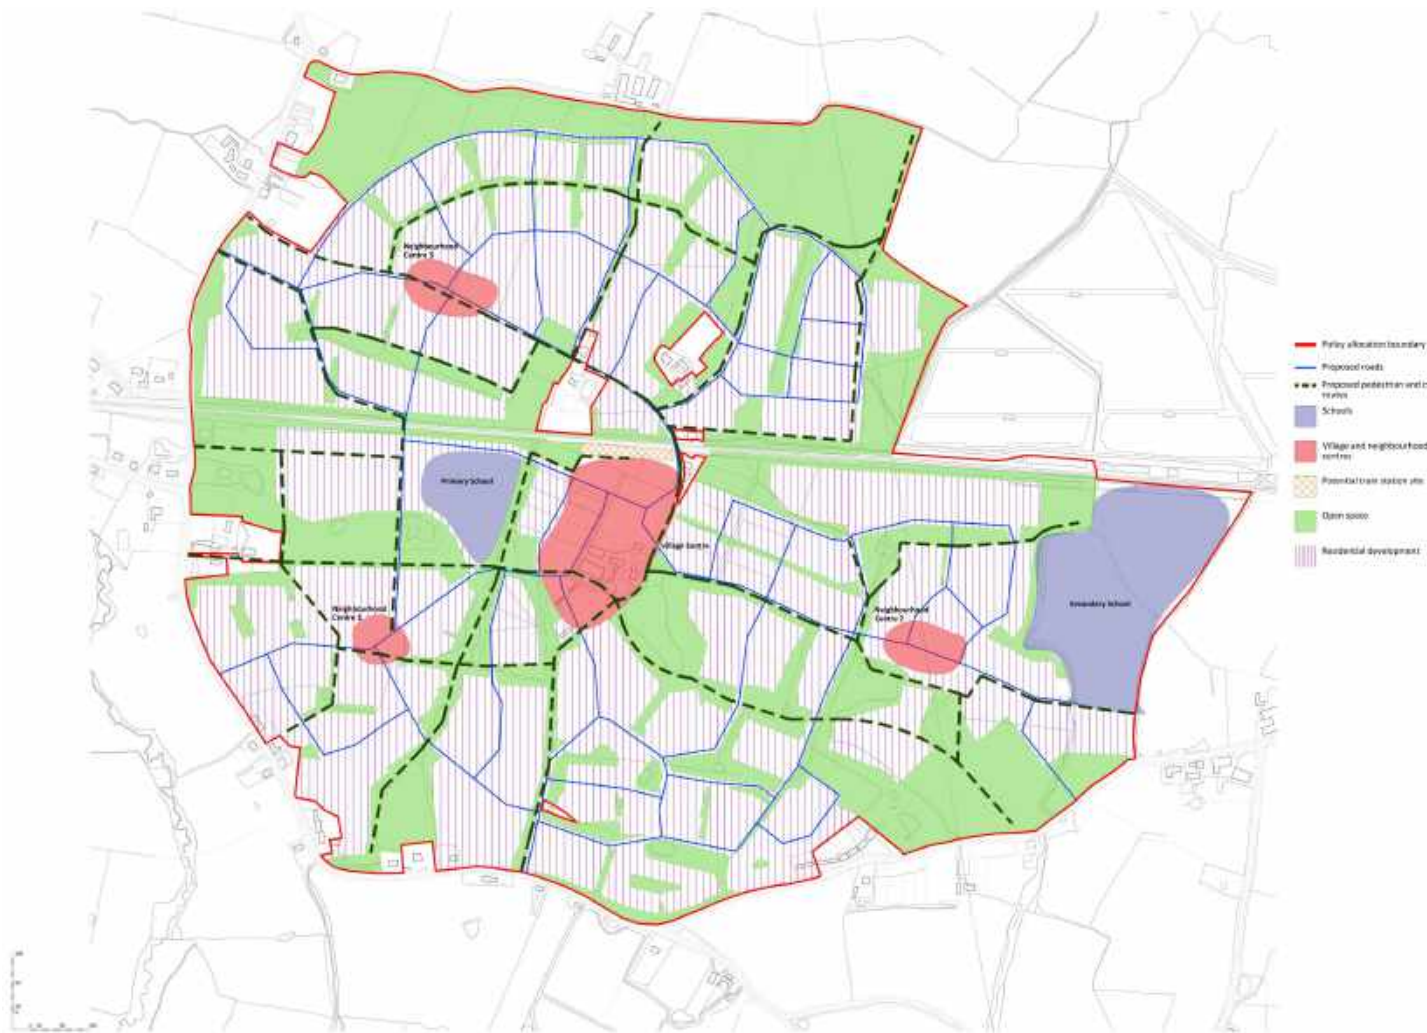 Neighbourhood
Centre 3
Primary School
Village Centre
Neighbourhood
Centre 1
Neighbourhood
Centre 2
Secondary School
Policy allocation boundary
Proposed roads
Proposed pedestrian and
routes
Schools
Village and neighbourhood
centres
Potential train station site
Open space
Residential development